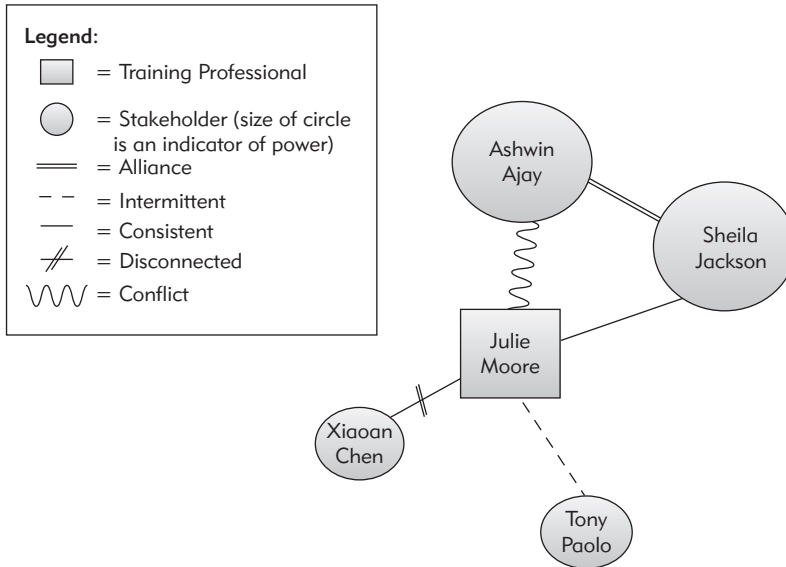 Legend:
= Training Professional
= Stakeholder (size of circle
is an indicator of power)
= Alliance
= Intermittent
= Consistent
= Disconnected
= Conflict
Ashwin
Ajay
Sheila
Jackson
Julie
Moore
Xiaoan
Chen
Tony
Paolo